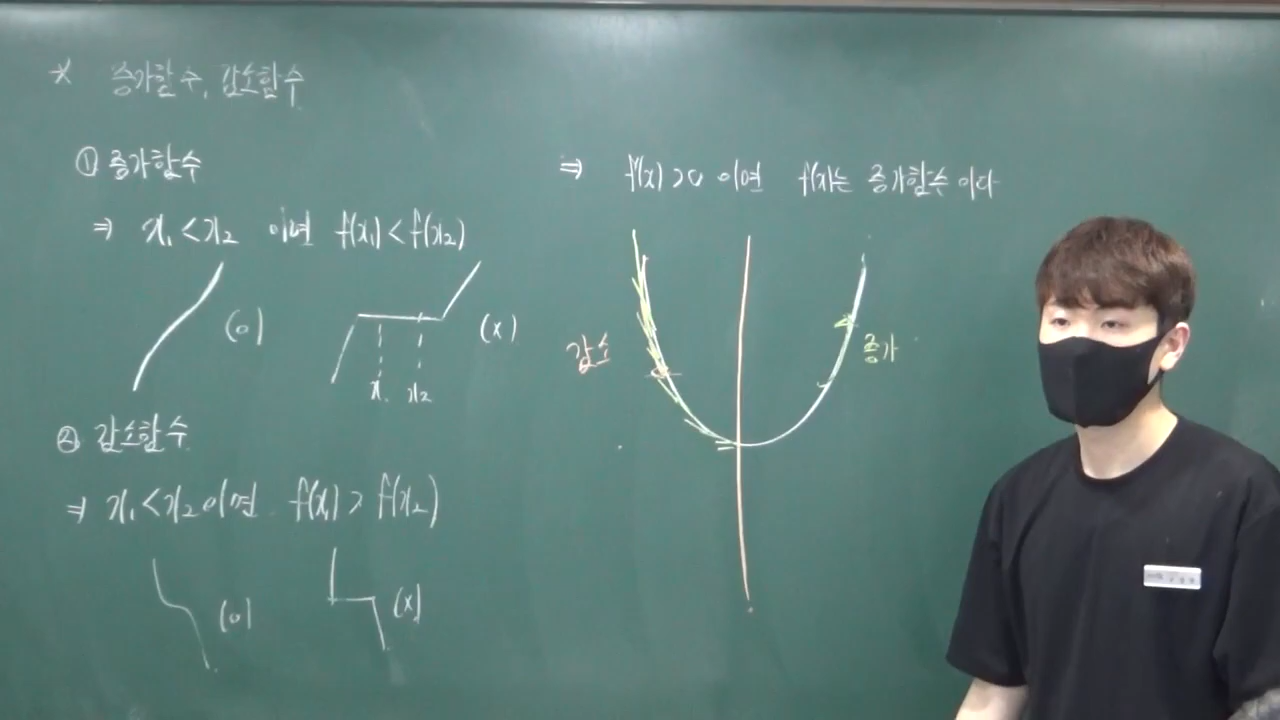 * 증가함수, 감소함수
① 증가함수
⇒ x₁ < x₂ 이면 f(x₁) < f(x₂)
(o)
(x)
x₁ x₂
② 감소함수
⇒ x₁ < x₂ 이면 f(x₁) > f(x₂)
(o)
(x)
⇒ f'(x) > 0 이면 f(x)는 증가함수 이다
감소
증가